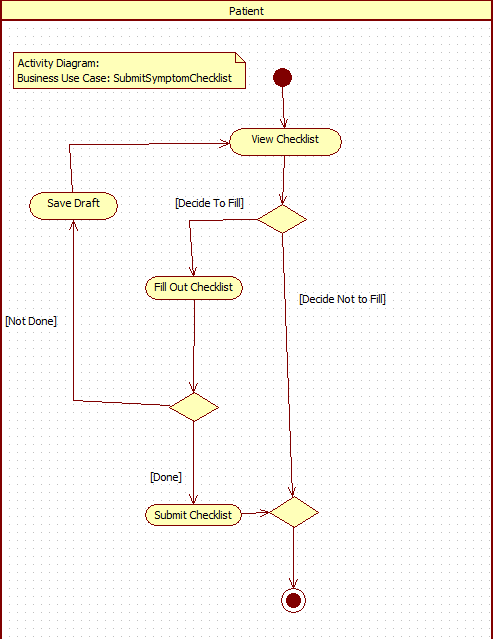 Patient
Activity Diagram:
Business Use Case: SubmitSymptomChecklist
View Checklist
Save Draft
[Decide To Fill]
Fill Out Checklist
[Decide Not to Fill]
[Not Done]
[Done]
Submit Checklist